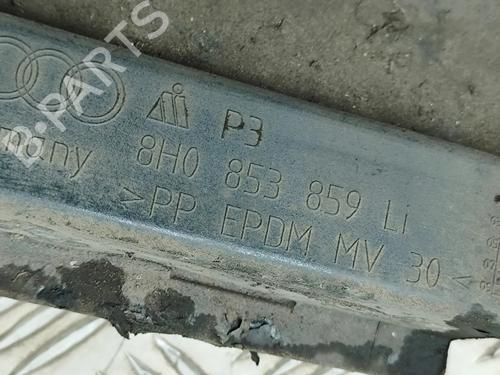 P3
many 8H0 853 859 Li
>PP EPDM MV 30<
B-PARTS